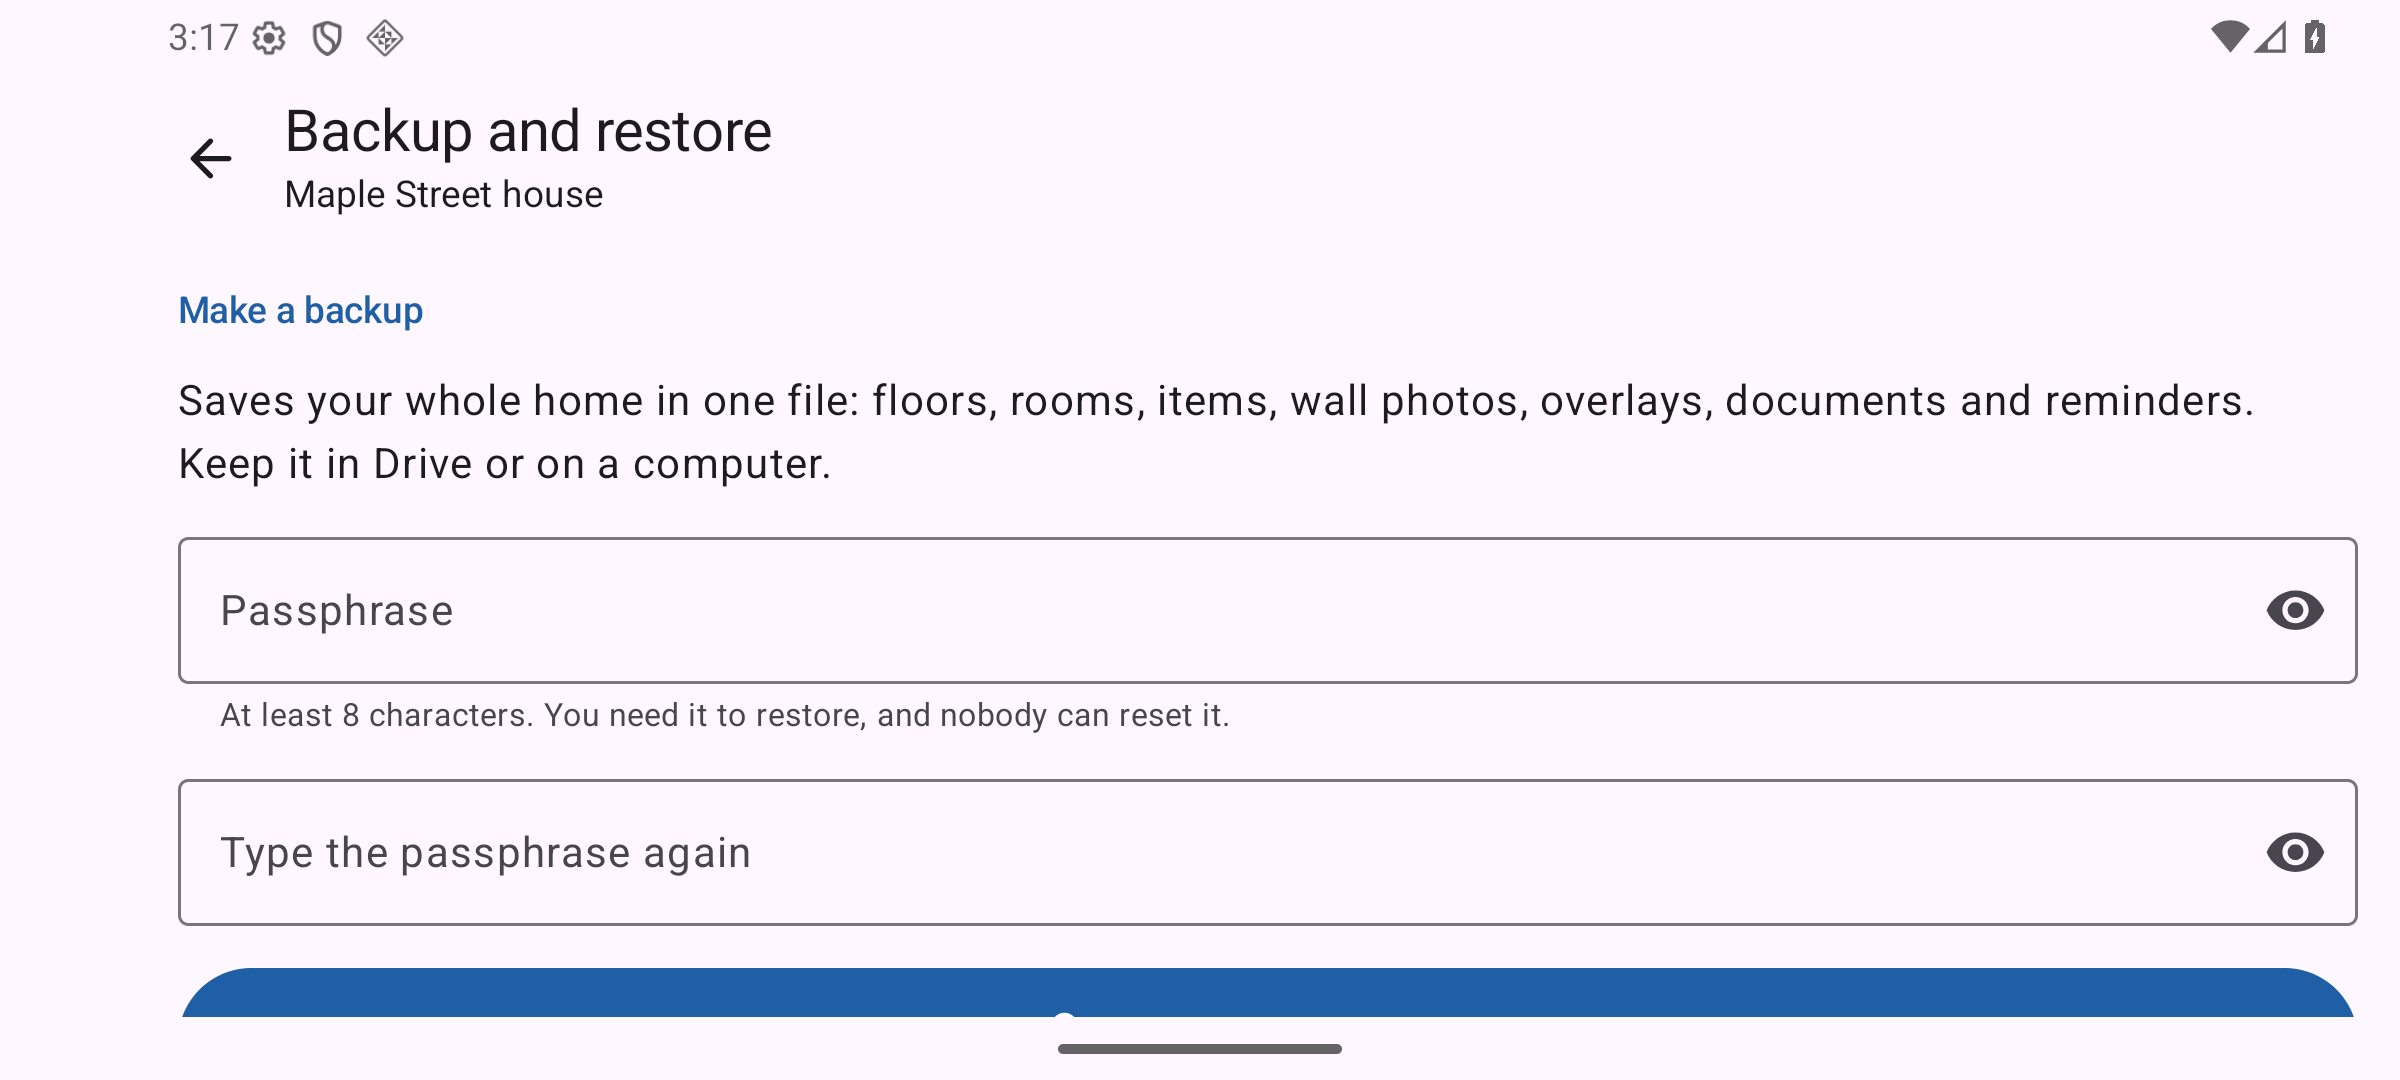 3:17
Backup and restore
Maple Street house
Make a backup
Saves your whole home in one file: floors, rooms, items, wall photos, overlays, documents and reminders.
Keep it in Drive or on a computer.
Passphrase
At least 8 characters. You need it to restore, and nobody can reset it.
Type the passphrase again